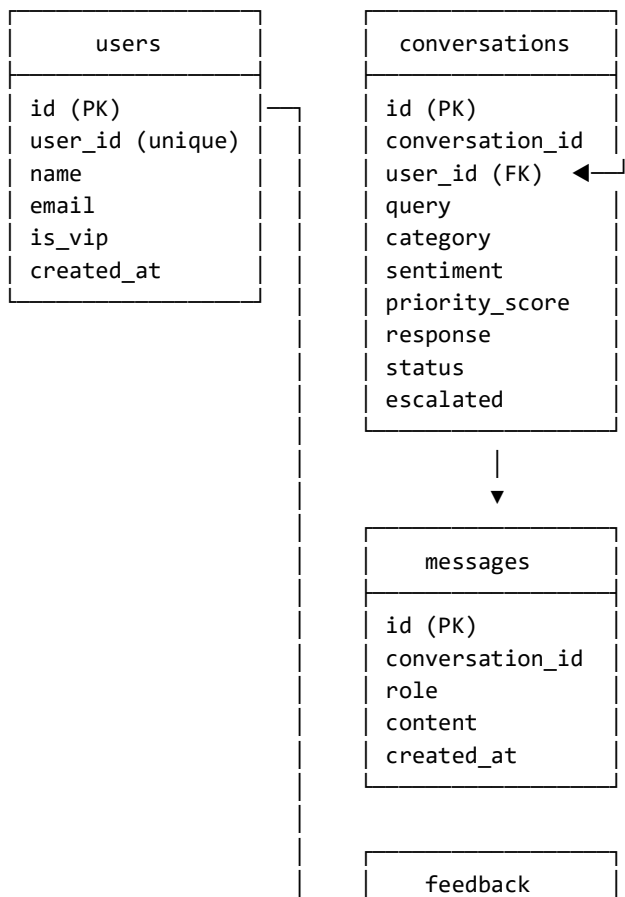 users
id (PK)
user_id (unique)
name
email
is_vip
created_at
conversations
id (PK)
conversation_id
user_id (FK)
query
category
sentiment
priority_score
response
status
escalated
messages
id (PK)
conversation_id
role
content
created_at
feedback